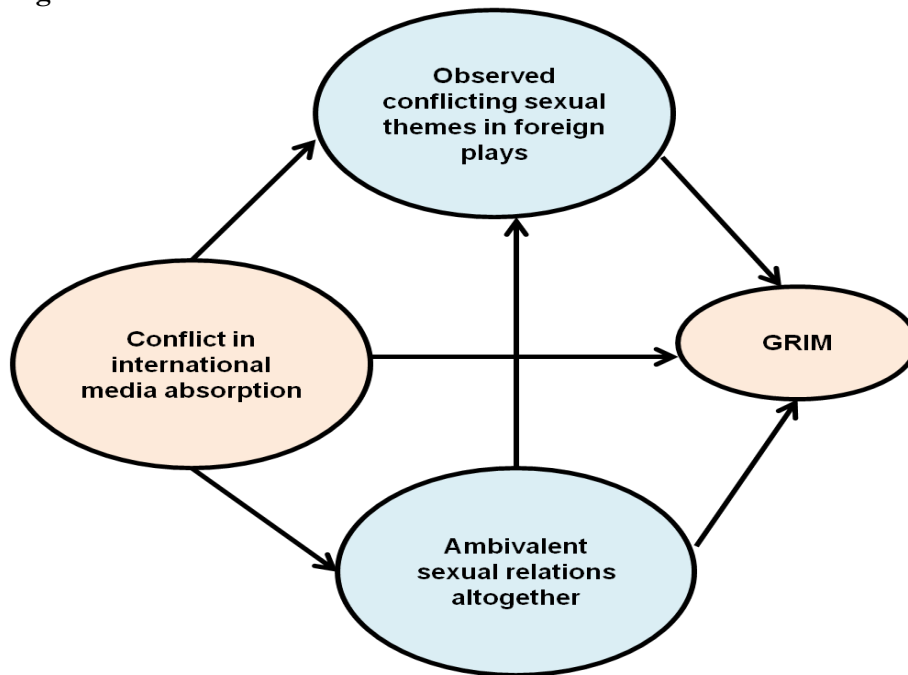 Observed
conflicting sexual
themes in foreign
plays
Conflict in
international
media absorption
GRIM
Ambivalent
sexual relations
altogether